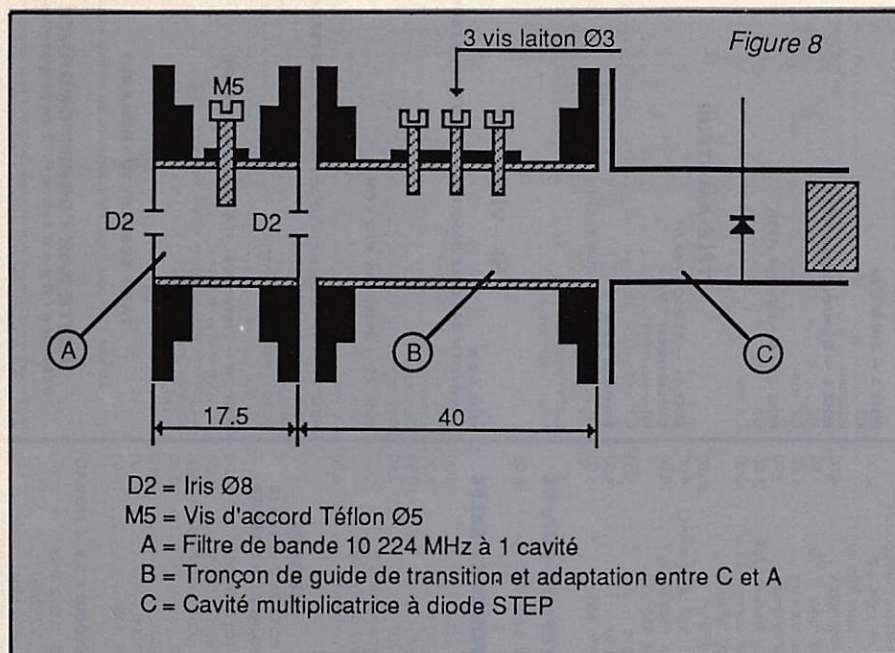 3 vis laiton Ø3
Figure 8
M5
D2
D2
A
B
C
17.5
40
D2 = Iris Ø8
M5 = Vis d'accord Téflon Ø5
A = Filtre de bande 10 224 MHz à 1 cavité
B = Tronçon de guide de transition et adaptation entre C et A
C = Cavité multiplicatrice à diode STEP